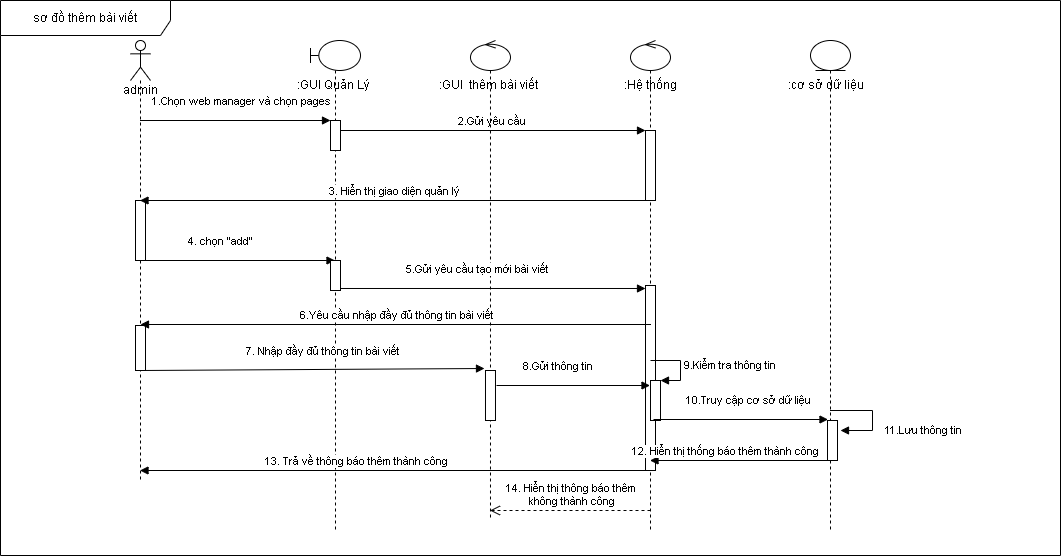 sơ đồ thêm bài viết
admin
:GUI Quản Lý
:GUI thêm bài viết
:Hệ thống
:cơ sở dữ liệu
1.Chọn web manager và chọn pages
2.Gửi yêu cầu
3. Hiển thị giao diện quản lý
4. chọn "add"
5.Gửi yêu cầu tạo mới bài viết
6.Yêu cầu nhập đầy đủ thông tin bài viết
7. Nhập đầy đủ thông tin bài viết
8.Gửi thông tin
9.Kiểm tra thông tin
10.Truy cập cơ sở dữ liệu
11.Lưu thông tin
12. Hiển thị thống báo thêm thành công
13. Trả về thông báo thêm thành công
14. Hiển thị thông báo thêm
không thành công